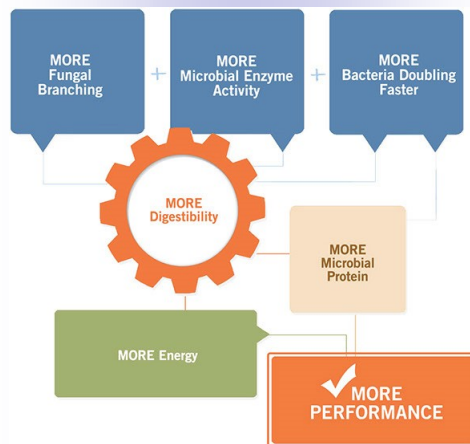 MORE
Fungal
Branching
+
MORE
Microbial Enzyme
Activity
+
MORE
Bacteria Doubling
Faster
MORE
Digestibility
MORE
Microbial
Protein
MORE Energy
MORE
PERFORMANCE